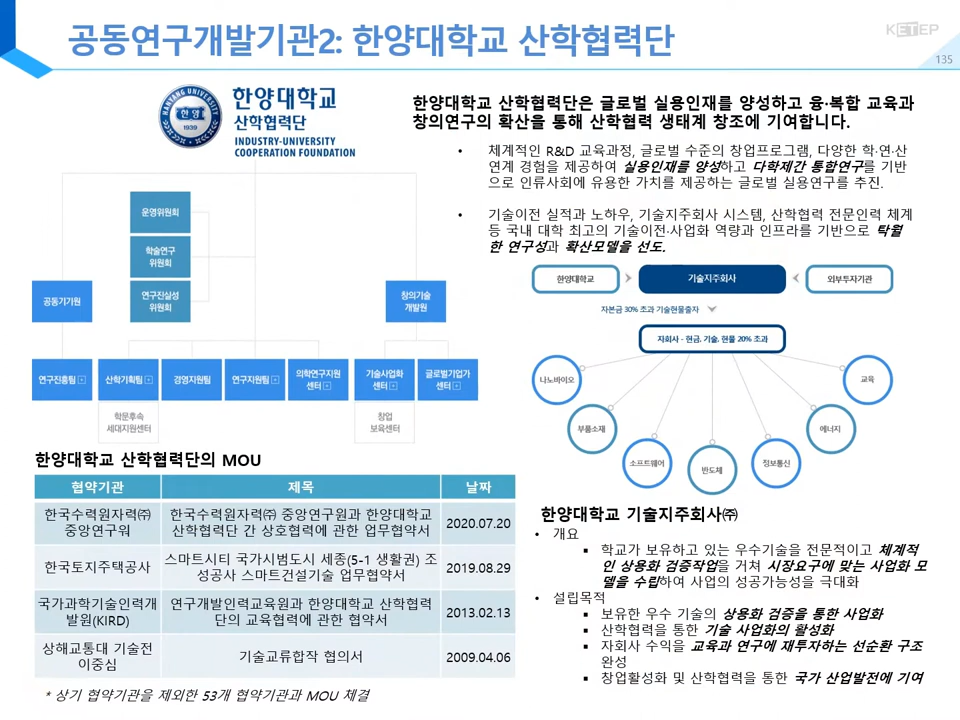 공동연구개발기관2: 한양대학교 산학협력단
KETEP
135
HANYANG UNIVERSITY
한양
1939
한양대학교
산학협력단
INDUSTRY-UNIVERSITY
COOPERATION FOUNDATION
운영위원회
학술연구
위원회
연구진실성
위원회
공동기기원
창의기술
개발원
연구진흥팀
산학기획팀
경영지원팀
연구지원팀
의학연구지원
센터
기술사업화
센터
글로벌기업가
센터
학문후속
세대지원센터
창업
보육센터
한양대학교 산학협력단은 글로벌 실용인재를 양성하고 융·복합 교육과
창의연구의 확산을 통해 산학협력 생태계 창조에 기여합니다.
• 체계적인 R&D 교육과정, 글로벌 수준의 창업프로그램, 다양한 학·연·산
연계 경험을 제공하여 실용인재를 양성하고 다학제간 통합연구를 기반
으로 인류사회에 유용한 가치를 제공하는 글로벌 실용연구를 추진.
• 기술이전 실적과 노하우, 기술지주회사 시스템, 산학협력 전문인력 체계
등 국내 대학 최고의 기술이전·사업화 역량과 인프라를 기반으로 탁월
한 연구성과 확산모델을 선도.
한양대학교
기술지주회사
외부투자기관
자본금 30% 초과 기술현물출자
자회사 - 현금, 기술, 현물 20% 초과
나노바이오
부품소재
소프트웨어
반도체
정보통신
에너지
교육
한양대학교 산학협력단의 MOU
협약기관 제목 날짜
한국수력원자력㈜
중앙연구워
한국수력원자력㈜ 중앙연구원과 한양대학교
산학협력단 간 상호협력에 관한 업무협약서
2020.07.20
한국토지주택공사
스마트시티 국가시범도시 세종(5-1 생활권) 조
성공사 스마트건설기술 업무협약서
2019.08.29
국가과학기술인력개
발원(KIRD)
연구개발인력교육원과 한양대학교 산학협력
단의 교육협력에 관한 협약서
2013.02.13
상해교통대 기술전
이중심
기술교류합작 협의서
2009.04.06
* 상기 협약기관을 제외한 53개 협약기관과 MOU 체결
한양대학교 기술지주회사㈜
• 개요
▪ 학교가 보유하고 있는 우수기술을 전문적이고 체계적
인 상용화 검증작업을 거쳐 시장요구에 맞는 사업화 모
델을 수립하여 사업의 성공가능성을 극대화
• 설립목적
▪ 보유한 우수 기술의 상용화 검증을 통한 사업화
▪ 산학협력을 통한 기술 사업화의 활성화
▪ 자회사 수익을 교육과 연구에 재투자하는 선순환 구조
완성
▪ 창업활성화 및 산학협력을 통한 국가 산업발전에 기여